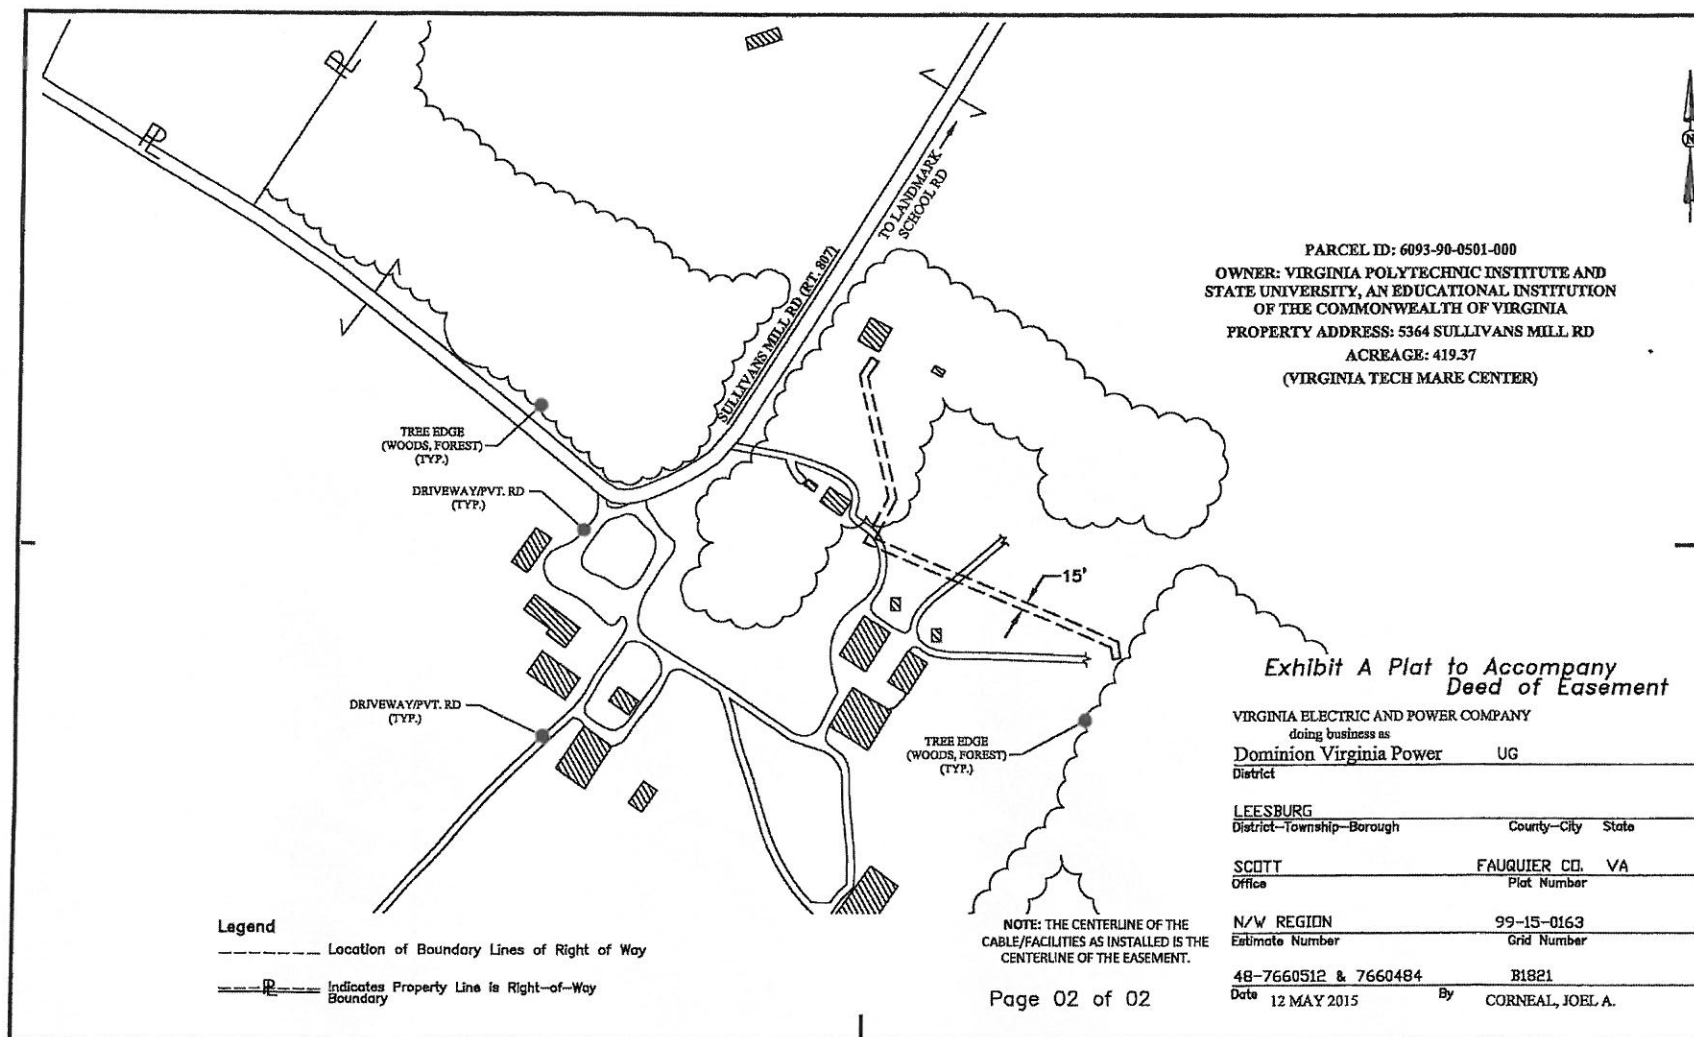 PL
PL
TO LANDMARK
SCHOOL RD
SULLIVANS MILL RD (RT. 807)
N
PARCEL ID: 6093-90-0501-000
OWNER: VIRGINIA POLYTECHNIC INSTITUTE AND
STATE UNIVERSITY, AN EDUCATIONAL INSTITUTION
OF THE COMMONWEALTH OF VIRGINIA
PROPERTY ADDRESS: 5364 SULLIVANS MILL RD
ACREAGE: 419.37
(VIRGINIA TECH MARE CENTER)
TREE EDGE
(WOODS, FOREST)
(TYP.)
DRIVEWAY/PVT. RD
(TYP.)
15'
DRIVEWAY/PVT. RD
(TYP.)
TREE EDGE
(WOODS, FOREST)
(TYP.)
Exhibit A Plat to Accompany
Deed of Easement
VIRGINIA ELECTRIC AND POWER COMPANY
doing business as
Dominion Virginia Power UG
District
LEESBURG
District-Township-Borough County-City State
SCOTT FAUQUIER CO. VA
Office Plat Number
N/W REGION 99-15-0163
Estimate Number Grid Number
48-7660512 & 7660484 B1821
Date 12 MAY 2015 By CORNEAL, JOEL A.
Legend
Location of Boundary Lines of Right of Way
PL Indicates Property Line is Right-of-Way
Boundary
NOTE: THE CENTERLINE OF THE
CABLE/FACILITIES AS INSTALLED IS THE
CENTERLINE OF THE EASEMENT.
Page 02 of 02